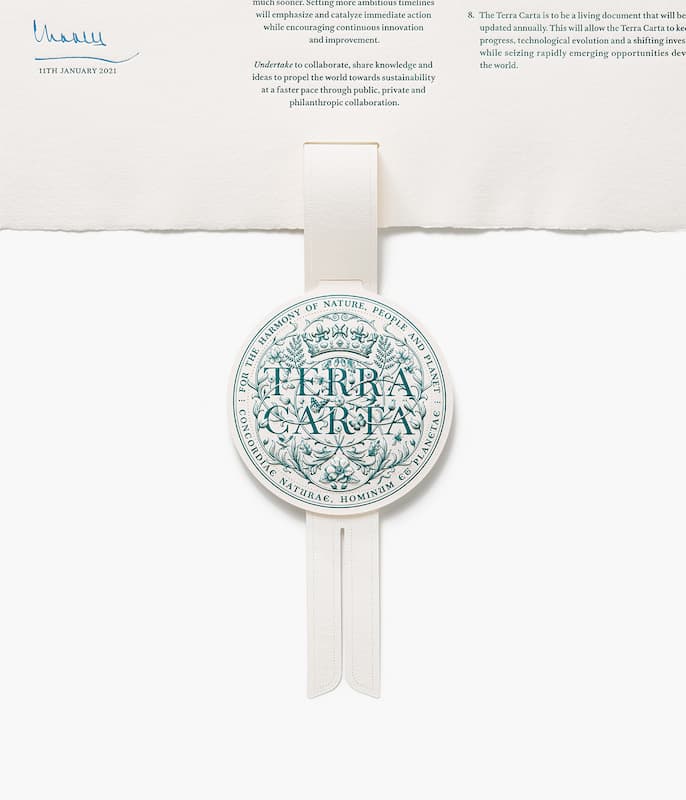 Charles
11TH JANUARY 2021
much sooner. Setting more ambitious timelines
will emphasize and catalyze immediate action
while encouraging continuous innovation
and improvement.
Undertake to collaborate, share knowledge and
ideas to propel the world towards sustainability
at a faster pace through public, private and
philanthropic collaboration.
8. The Terra Carta is to be a living document that will be
updated annually. This will allow the Terra Carta to
progress, technological evolution and a shifting
while seizing rapidly emerging opportunities
the world.
FOR THE HARMONY OF NATURE, PEOPLE AND PLANET
TERRA
CARTA
CONCORDIAE NATURAE, HOMINUM & PLANETAE